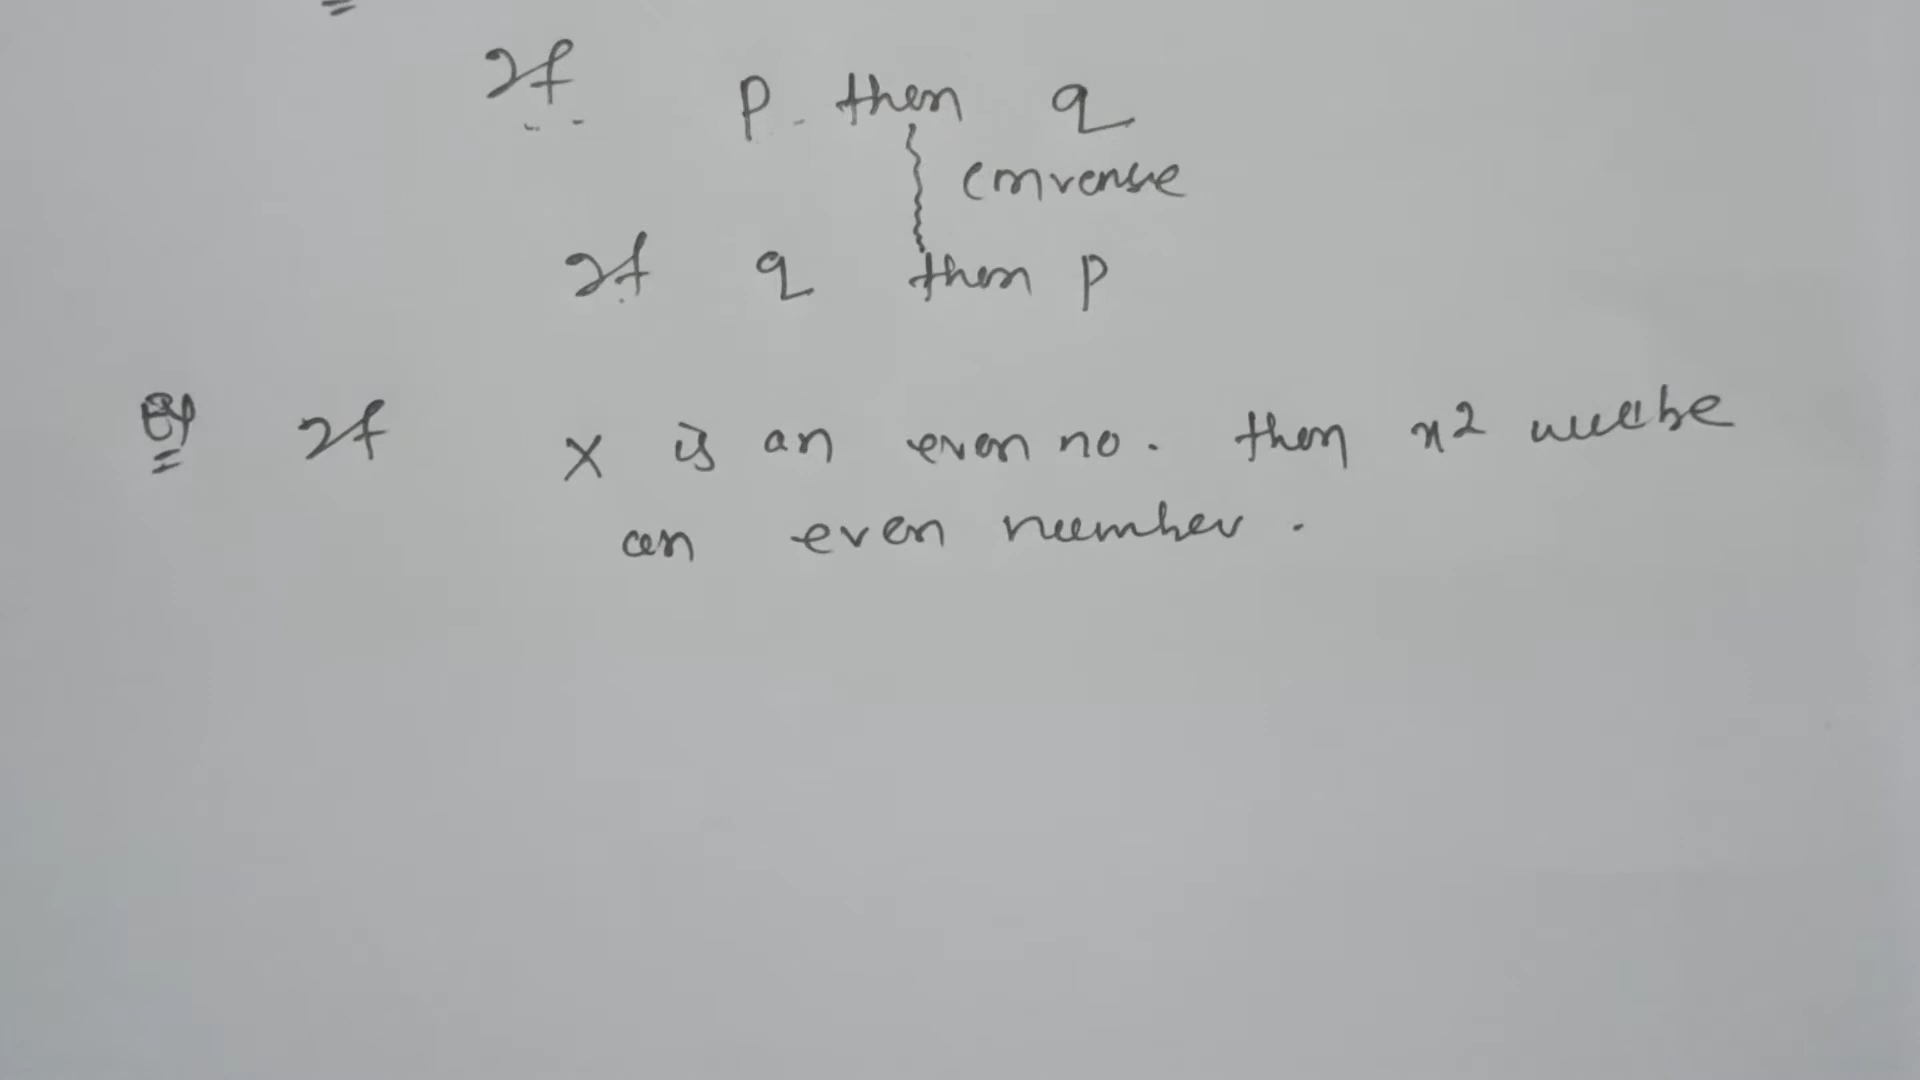 If p then q
converse
If q then p
Eg If x is an even no. then x2 will be
an even number.